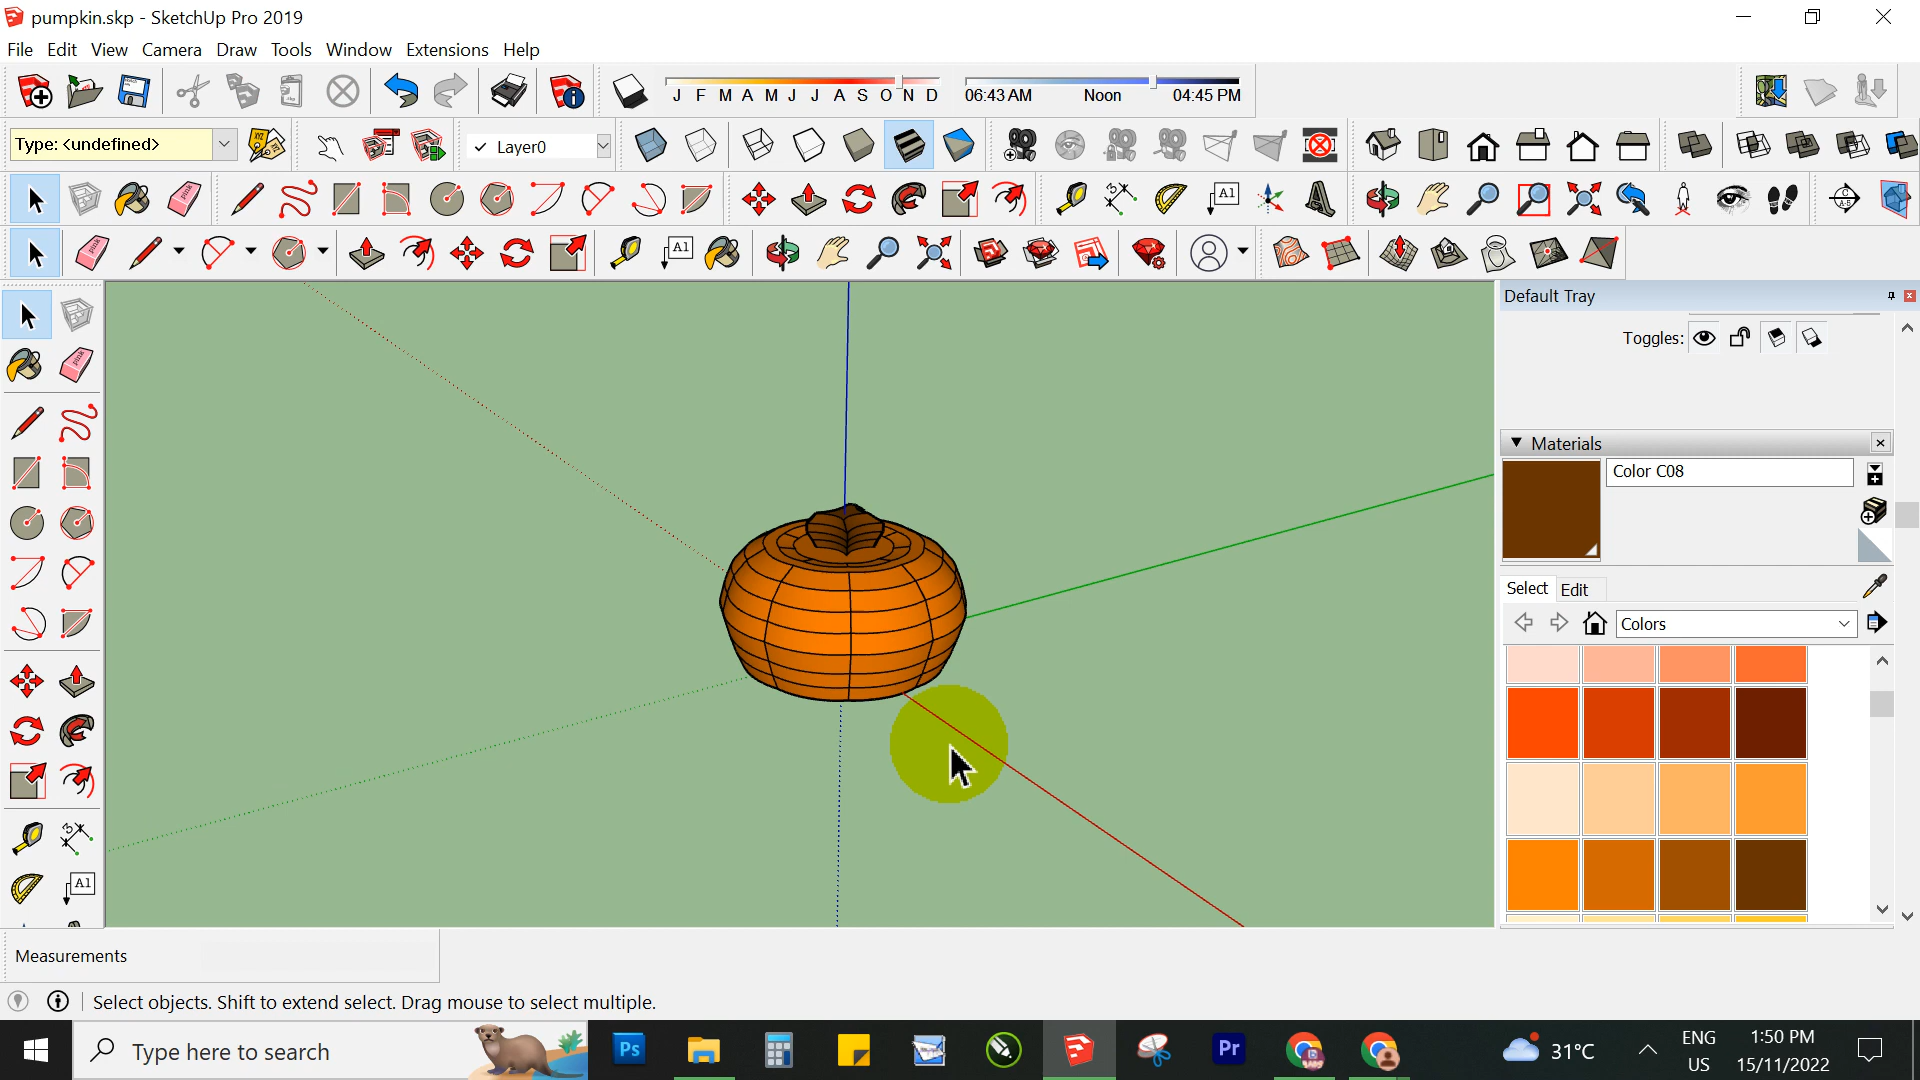 pumpkin.skp - SketchUp Pro 2019
File Edit View Camera Draw Tools Window Extensions Help
J F M A M J J A S O N D 06:43 AM Noon 04:45 PM
Type: <undefined> Layer0
Default Tray
Toggles:
Materials
Color C08
Select Edit
Colors
Measurements
Select objects. Shift to extend select. Drag mouse to select multiple.
Type here to search
Ps
Pr
31°C
ENG
US
1:50 PM
15/11/2022